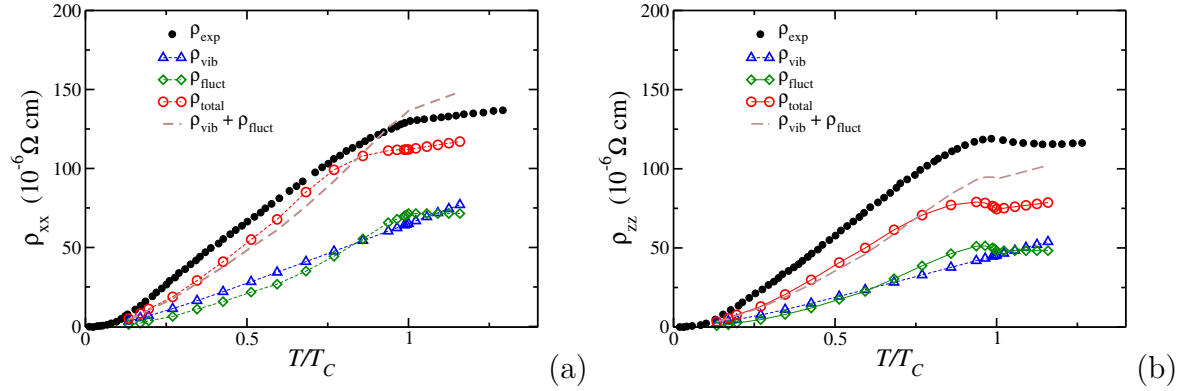 200
150
100
50
0
ρxx (10⁻⁶Ω cm)
ρexp
ρvib
ρfluct
ρtotal
ρvib + ρfluct
0 0.5 1
T/TC
(a)
200
150
100
50
0
ρzz (10⁻⁶Ω cm)
ρexp
ρvib
ρfluct
ρtotal
ρvib + ρfluct
0 0.5 1
T/TC
(b)